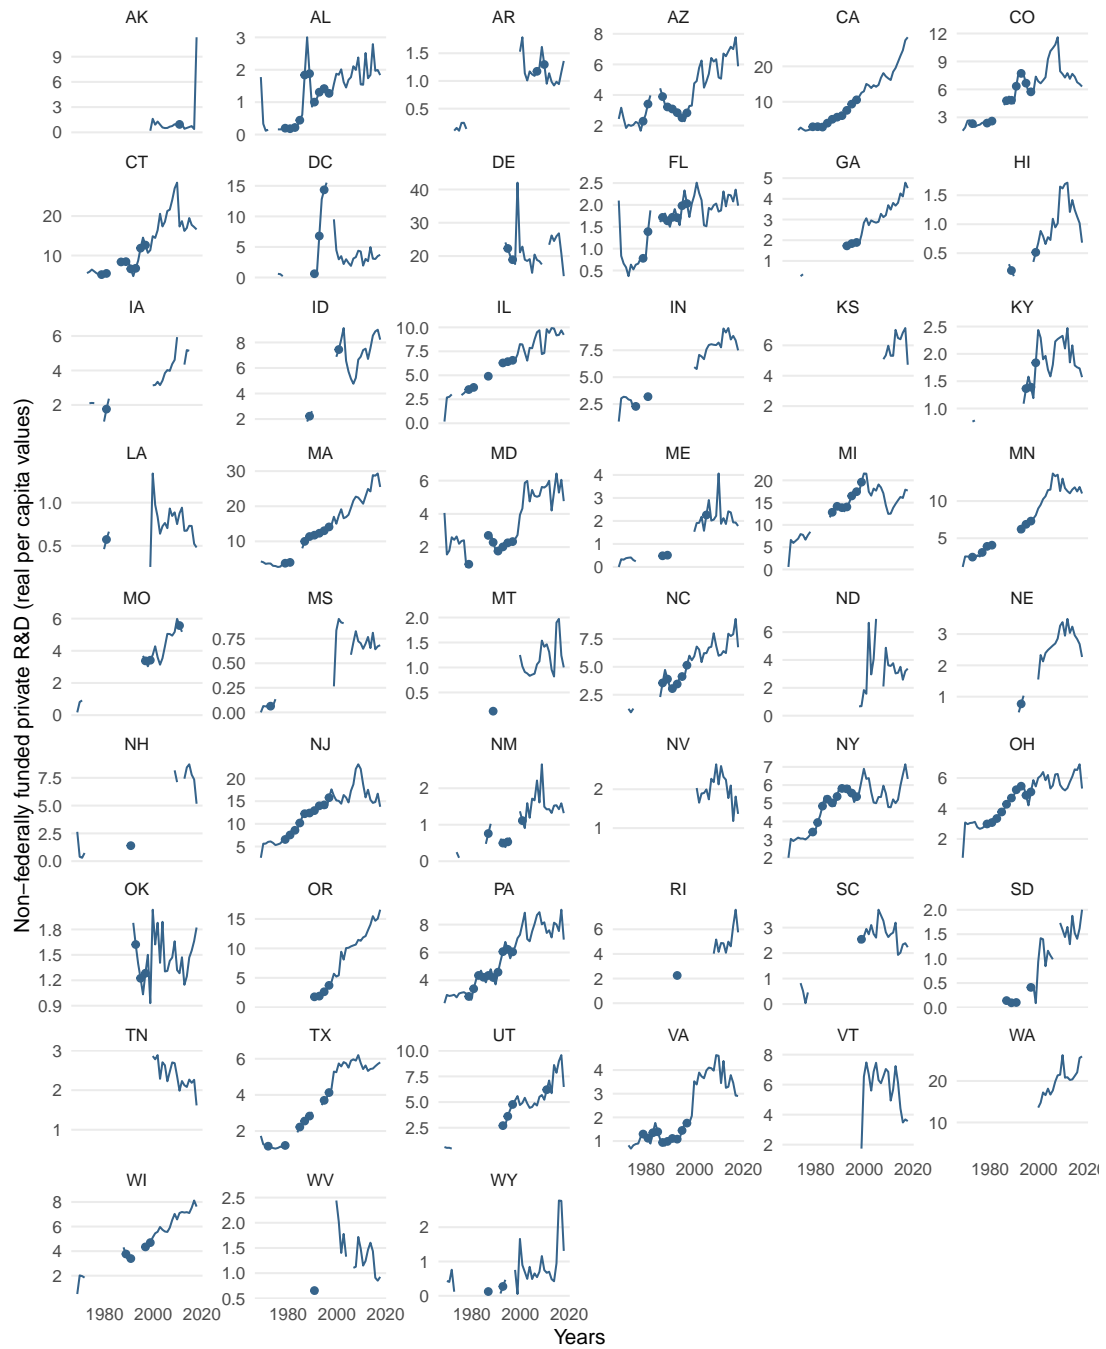 AK AL AR AZ CA CO
9 6 3 0
3 2 1 0
1.5 1.0 0.5
8 6 4 2
20 10
12 9 6 3
CT DC DE FL GA HI
20 10
15 10 5 0
40 30 20
2.5 2.0 1.5 1.0 0.5
5 4 3 2 1
1.5 1.0 0.5
IA ID IL IN KS KY
6 4 2
8 6 4 2
10.0 7.5 5.0 2.5 0.0
7.5 5.0 2.5
6 4 2
2.5 2.0 1.5 1.0
Non−federally funded private R&D (real per capita values)
LA MA MD ME MI MN
1.0 0.5
30 20 10
6 4 2
4 3 2 1 0
20 15 10 5 0
10 5
MO MS MT NC ND NE
6 4 2 0
0.75 0.50 0.25 0.00
2.0 1.5 1.0 0.5
7.5 5.0 2.5
6 4 2 0
3 2 1
NH NJ NM NV NY OH
7.5 5.0 2.5 0.0
20 15 10 5
2 1 0
2 1
7 6 5 4 3 2
6 4 2
OK OR PA RI SC SD
1.8 1.5 1.2 0.9
15 10 5 0
8 6 4
6 4 2 0
3 2 1 0
2.0 1.5 1.0 0.5 0.0
TN TX UT VA VT WA
3 2 1
6 4 2
10.0 7.5 5.0 2.5
4 3 2 1
8 6 4 2
20 10
1980 2000 2020 1980 2000 2020 1980 2000 202
WI WV WY
8 6 4 2
2.5 2.0 1.5 1.0 0.5
2 1 0
1980 2000 2020 1980 2000 2020 1980 2000 2020
Years